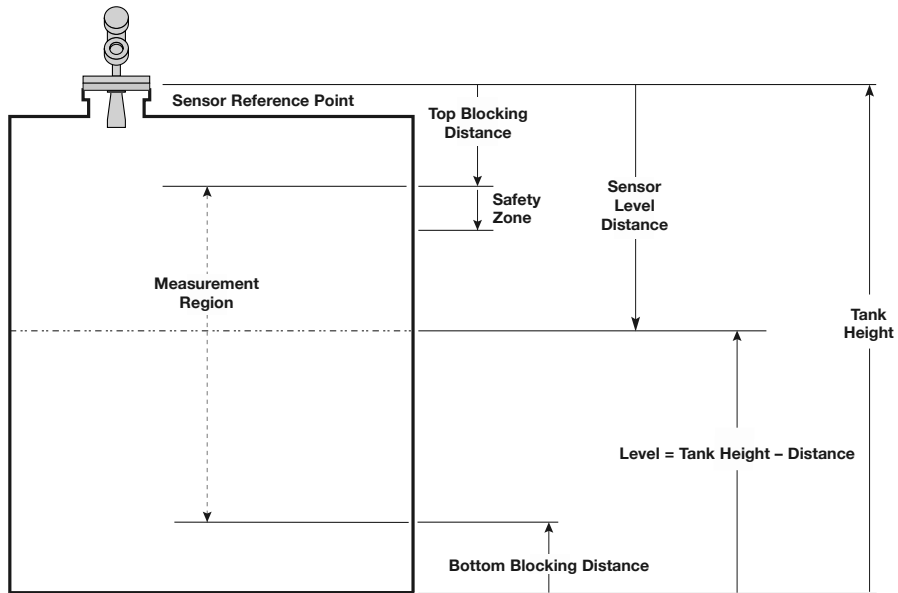 Sensor Reference Point
Top Blocking
Distance
Safety
Zone
Sensor
Level
Distance
Measurement
Region
Tank
Height
Level = Tank Height – Distance
Bottom Blocking Distance